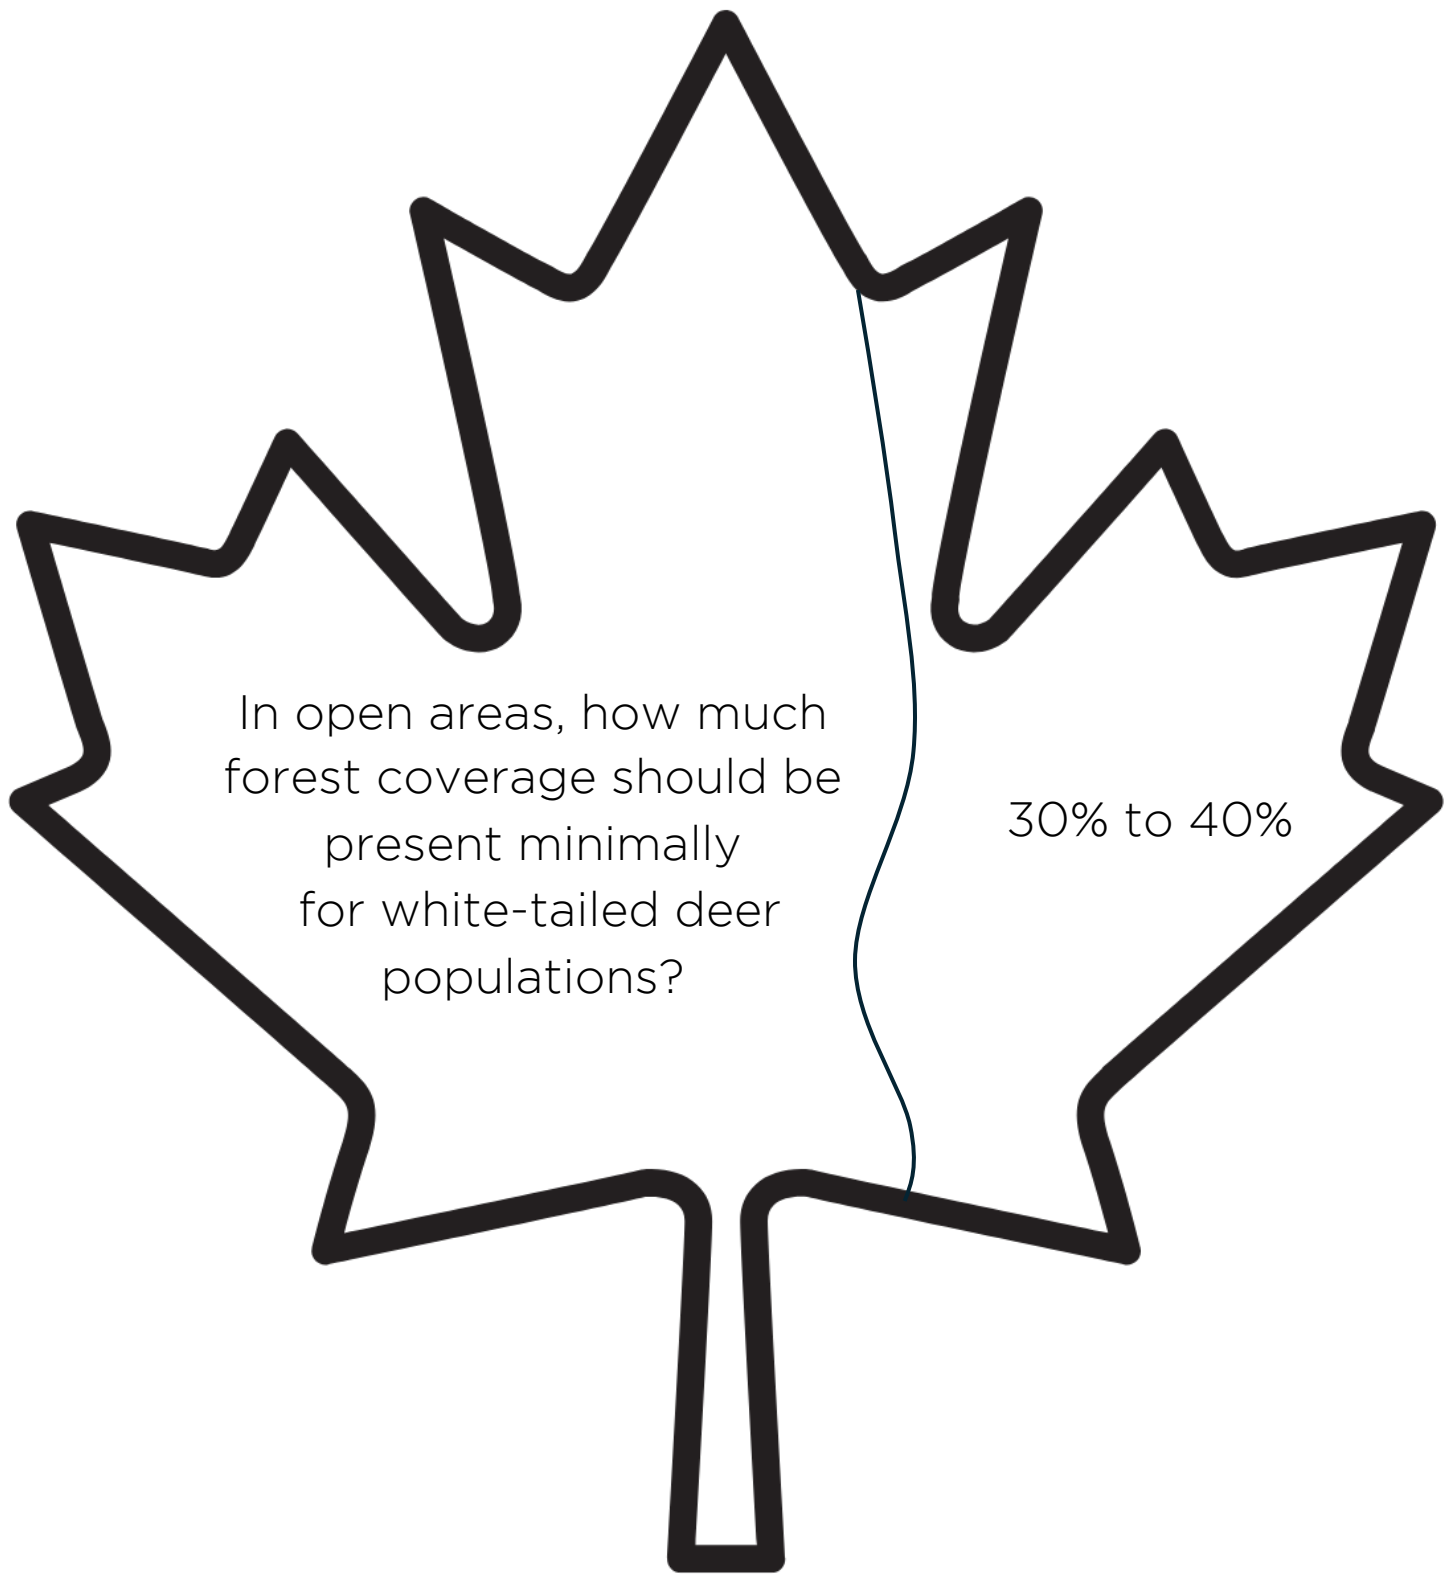 In open areas, how much
forest coverage should be
present minimally
for white-tailed deer
populations?
30% to 40%